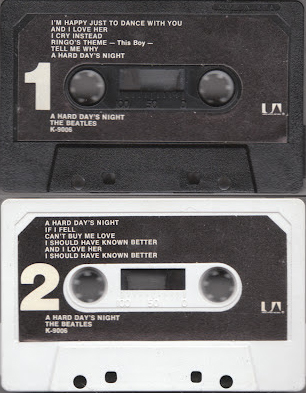 I'M HAPPY JUST TO DANCE WITH YOU
AND I LOVE HER
I CRY INSTEAD
RINGO'S THEME — This Boy —
TELL ME WHY
A HARD DAY'S NIGHT
1
UA
A HARD DAY'S NIGHT
THE BEATLES
K-9006
A HARD DAY'S NIGHT
IF I FELL
CAN'T BUY ME LOVE
I SHOULD HAVE KNOWN BETTER
AND I LOVE HER
I SHOULD HAVE KNOWN BETTER
2
UA
A HARD DAY'S NIGHT
THE BEATLES
K-9006